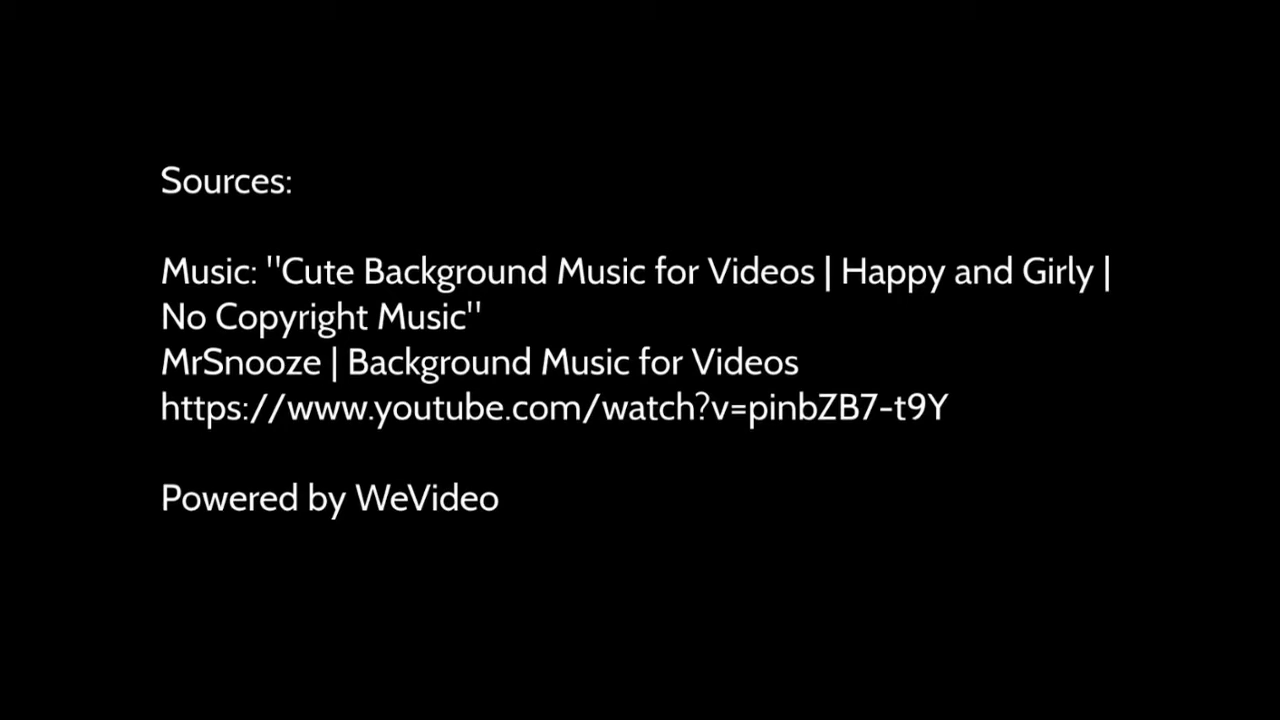 Sources:
Music: "Cute Background Music for Videos | Happy and Girly |
No Copyright Music"
MrSnooze | Background Music for Videos
https://www.youtube.com/watch?v=pinbZB7-t9Y
Powered by WeVideo